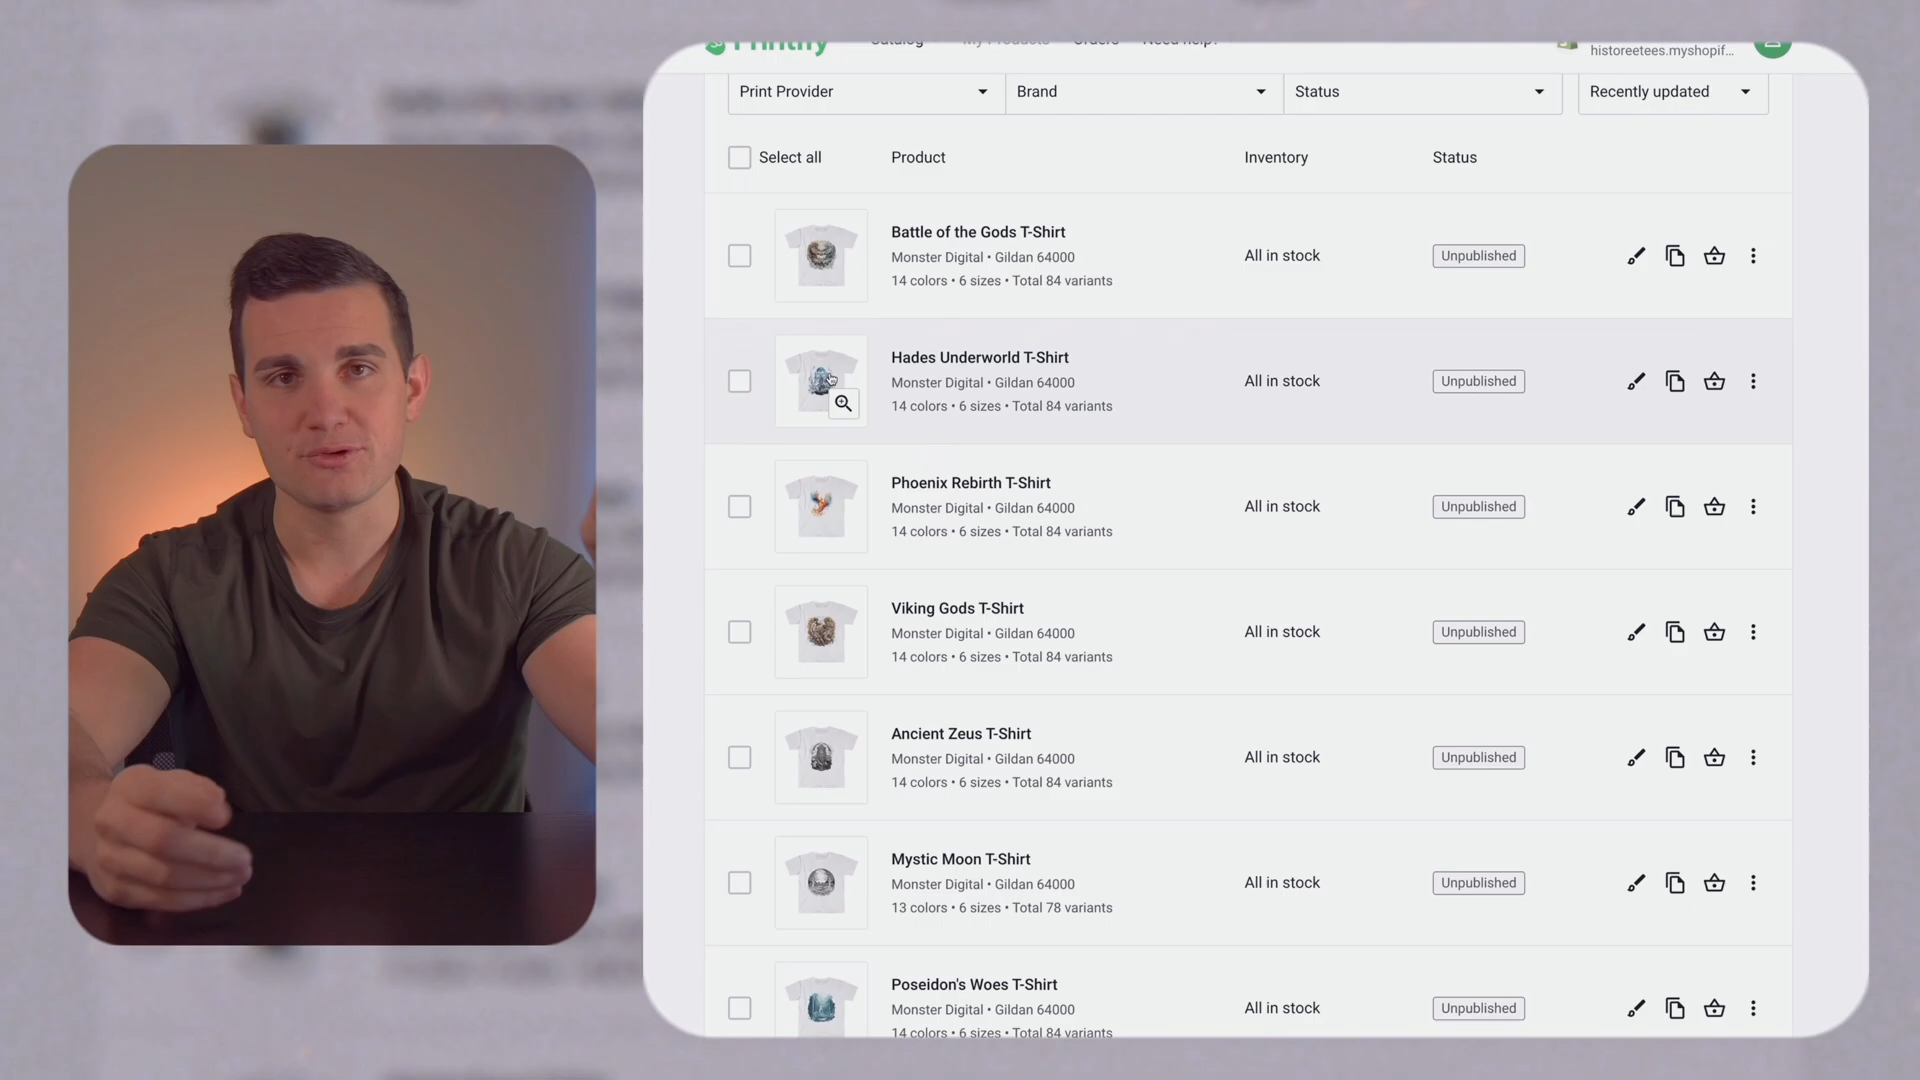 Printify
Catalog
My Products
Orders
Need help?
historeetees.myshopif...
Print Provider
Brand
Status
Recently updated
Select all
Product
Inventory
Status
Battle of the Gods T-Shirt
Monster Digital • Gildan 64000
14 colors • 6 sizes • Total 84 variants
All in stock
Unpublished
Hades Underworld T-Shirt
Monster Digital • Gildan 64000
14 colors • 6 sizes • Total 84 variants
All in stock
Unpublished
Phoenix Rebirth T-Shirt
Monster Digital • Gildan 64000
14 colors • 6 sizes • Total 84 variants
All in stock
Unpublished
Viking Gods T-Shirt
Monster Digital • Gildan 64000
14 colors • 6 sizes • Total 84 variants
All in stock
Unpublished
Ancient Zeus T-Shirt
Monster Digital • Gildan 64000
14 colors • 6 sizes • Total 84 variants
All in stock
Unpublished
Mystic Moon T-Shirt
Monster Digital • Gildan 64000
13 colors • 6 sizes • Total 78 variants
All in stock
Unpublished
Poseidon's Woes T-Shirt
Monster Digital • Gildan 64000
14 colors • 6 sizes • Total 84 variants
All in stock
Unpublished